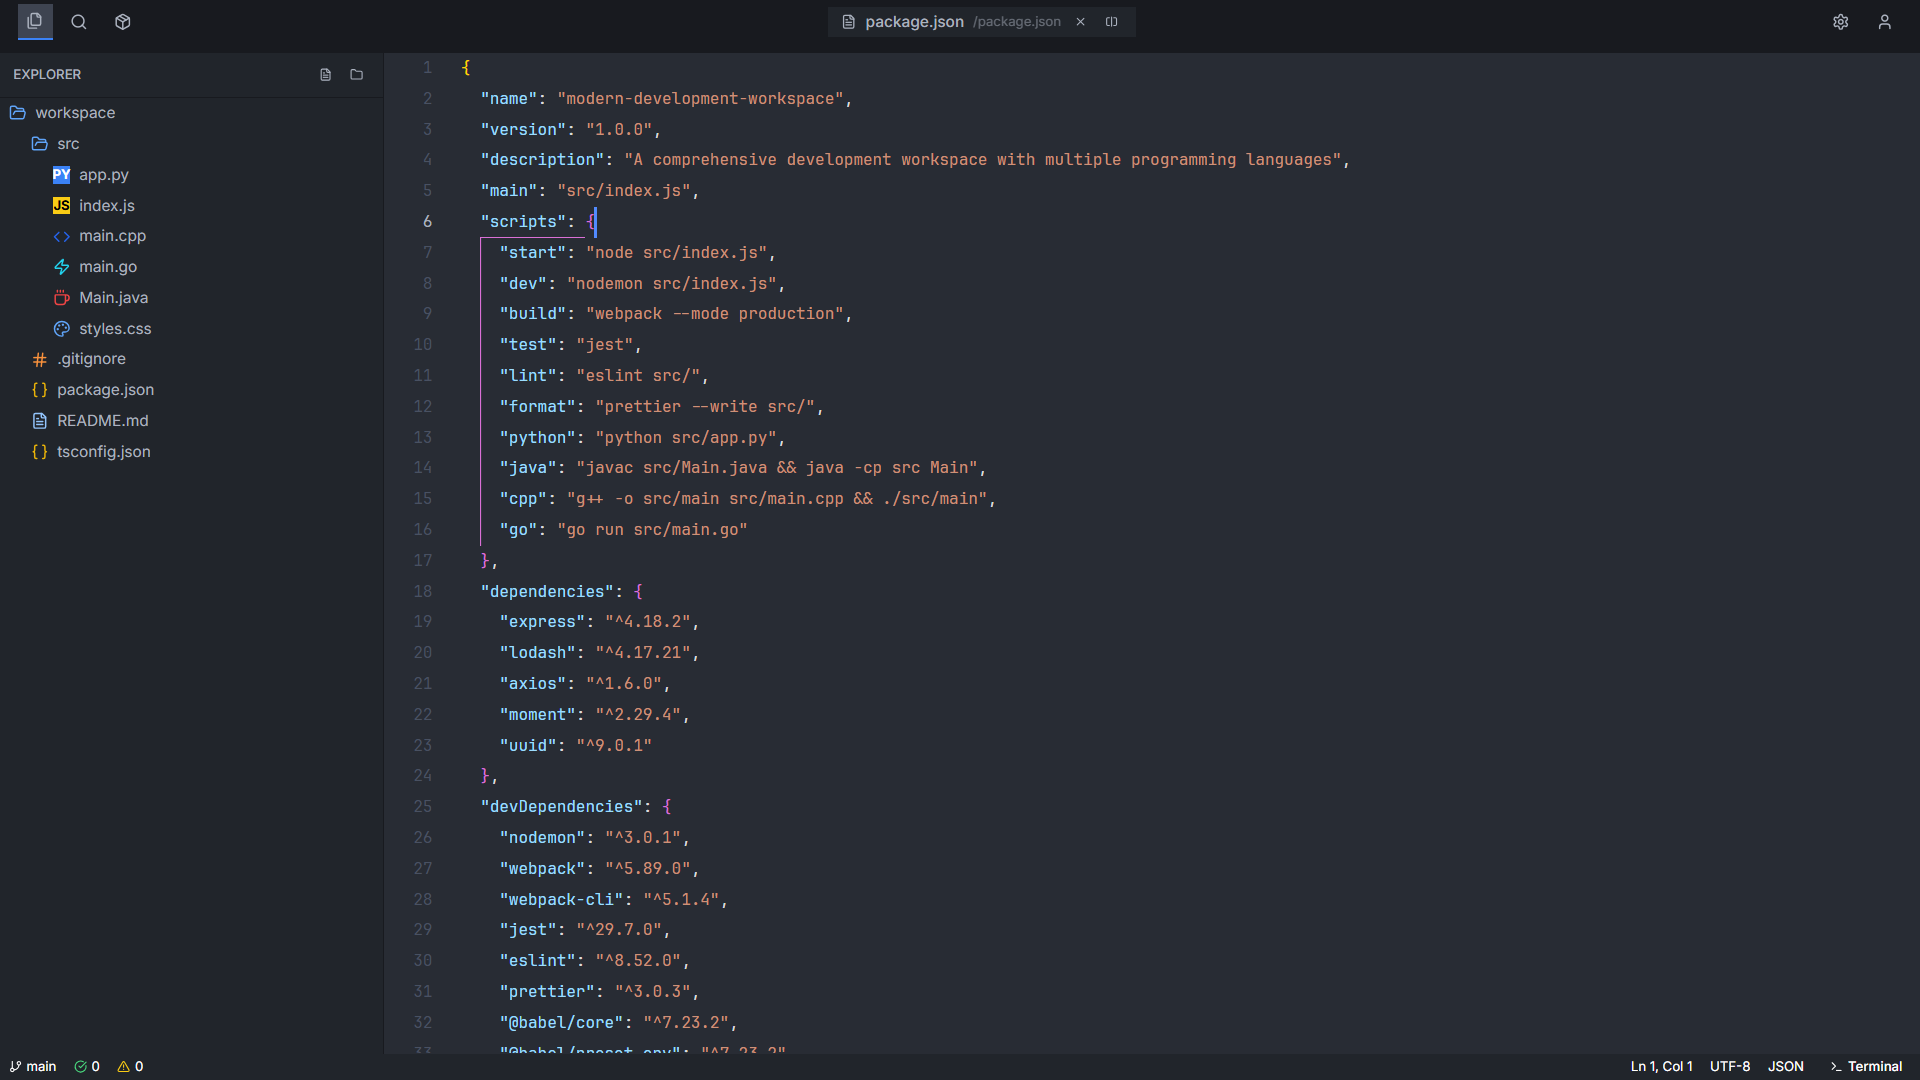 package.json /package.json
EXPLORER
workspace
src
PY app.py
JS index.js
main.cpp
main.go
Main.java
styles.css
.gitignore
package.json
README.md
tsconfig.json
1 {
2 "name": "modern-development-workspace",
3 "version": "1.0.0",
4 "description": "A comprehensive development workspace with multiple programming languages",
5 "main": "src/index.js",
6 "scripts": {
7 "start": "node src/index.js",
8 "dev": "nodemon src/index.js",
9 "build": "webpack --mode production",
10 "test": "jest",
11 "lint": "eslint src/",
12 "format": "prettier --write src/",
13 "python": "python src/app.py",
14 "java": "javac src/Main.java && java -cp src Main",
15 "cpp": "g++ -o src/main src/main.cpp && ./src/main",
16 "go": "go run src/main.go"
17 },
18 "dependencies": {
19 "express": "^4.18.2",
20 "lodash": "^4.17.21",
21 "axios": "^1.6.0",
22 "moment": "^2.29.4",
23 "uuid": "^9.0.1"
24 },
25 "devDependencies": {
26 "nodemon": "^3.0.1",
27 "webpack": "^5.89.0",
28 "webpack-cli": "^5.1.4",
29 "jest": "^29.7.0",
30 "eslint": "^8.52.0",
31 "prettier": "^3.0.3",
32 "@babel/core": "^7.23.2",
33 "@babel/preset-env": "^7.23.2"
main 0 0
Ln 1, Col 1 UTF-8 JSON Terminal